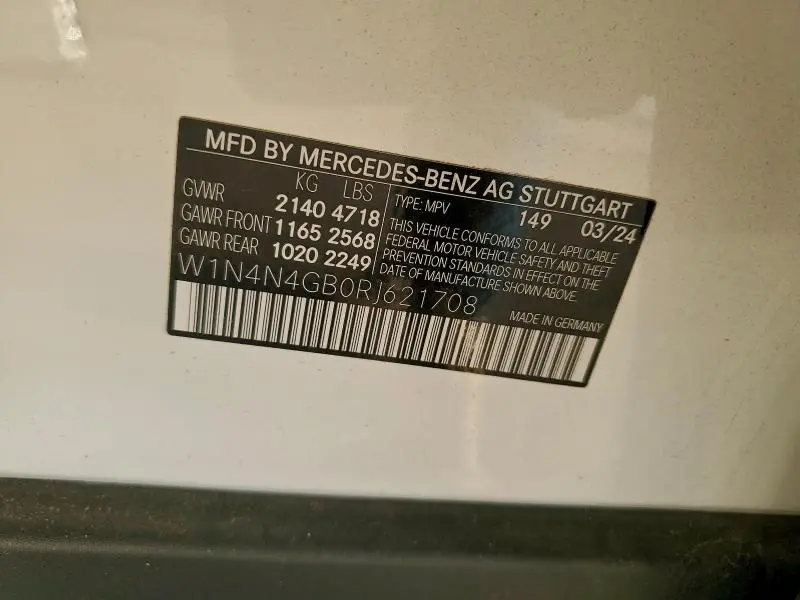 MFD BY MERCEDES-BENZ AG STUTTGART
KG LBS
GVWR 2140 4718
GAWR FRONT 1165 2568
GAWR REAR 1020 2249
TYPE: MPV 149 03/24
THIS VEHICLE CONFORMS TO ALL APPLICABLE
FEDERAL MOTOR VEHICLE SAFETY AND THEFT
PREVENTION STANDARDS IN EFFECT ON THE
DATE OF MANUFACTURE SHOWN ABOVE.
W1N4N4GB0RJ621708
MADE IN GERMANY